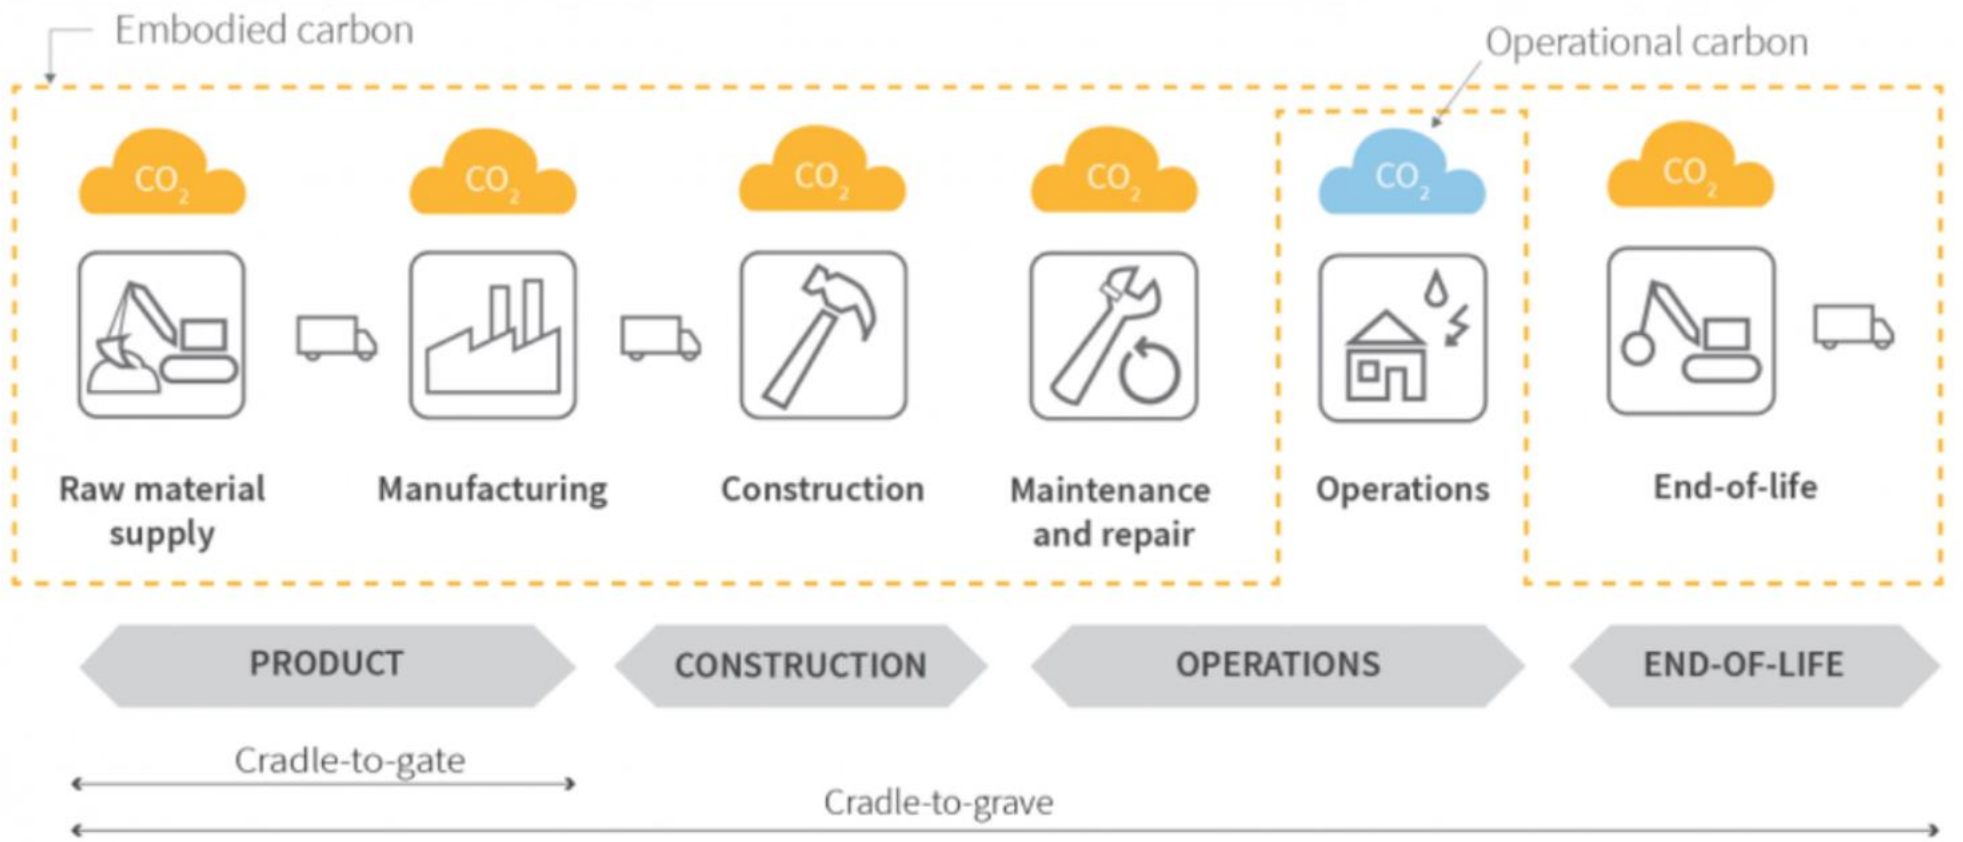 Embodied carbon
Operational carbon
CO2
CO2
CO2
CO2
CO2
CO2
Raw material
supply
Manufacturing
Construction
Maintenance
and repair
Operations
End-of-life
PRODUCT
CONSTRUCTION
OPERATIONS
END-OF-LIFE
Cradle-to-gate
Cradle-to-grave